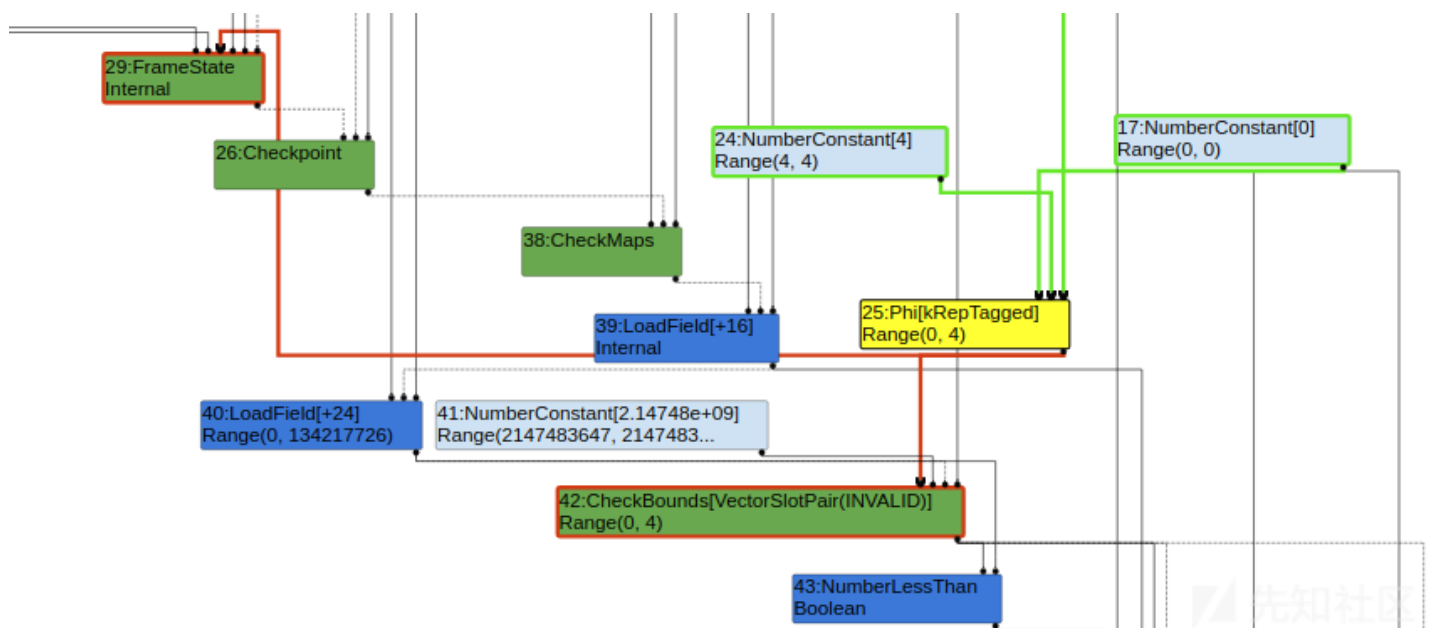 29:FrameState
Internal
17:NumberConstant[0]
Range(0, 0)
24:NumberConstant[4]
Range(4, 4)
26:Checkpoint
38:CheckMaps
25:Phi[kRepTagged]
Range(0, 4)
39:LoadField[+16]
Internal
40:LoadField[+24]
Range(0, 134217726)
41:NumberConstant[2.14748e+09]
Range(2147483647, 2147483...
42:CheckBounds[VectorSlotPair(INVALID)]
Range(0, 4)
43:NumberLessThan
Boolean
先知社区